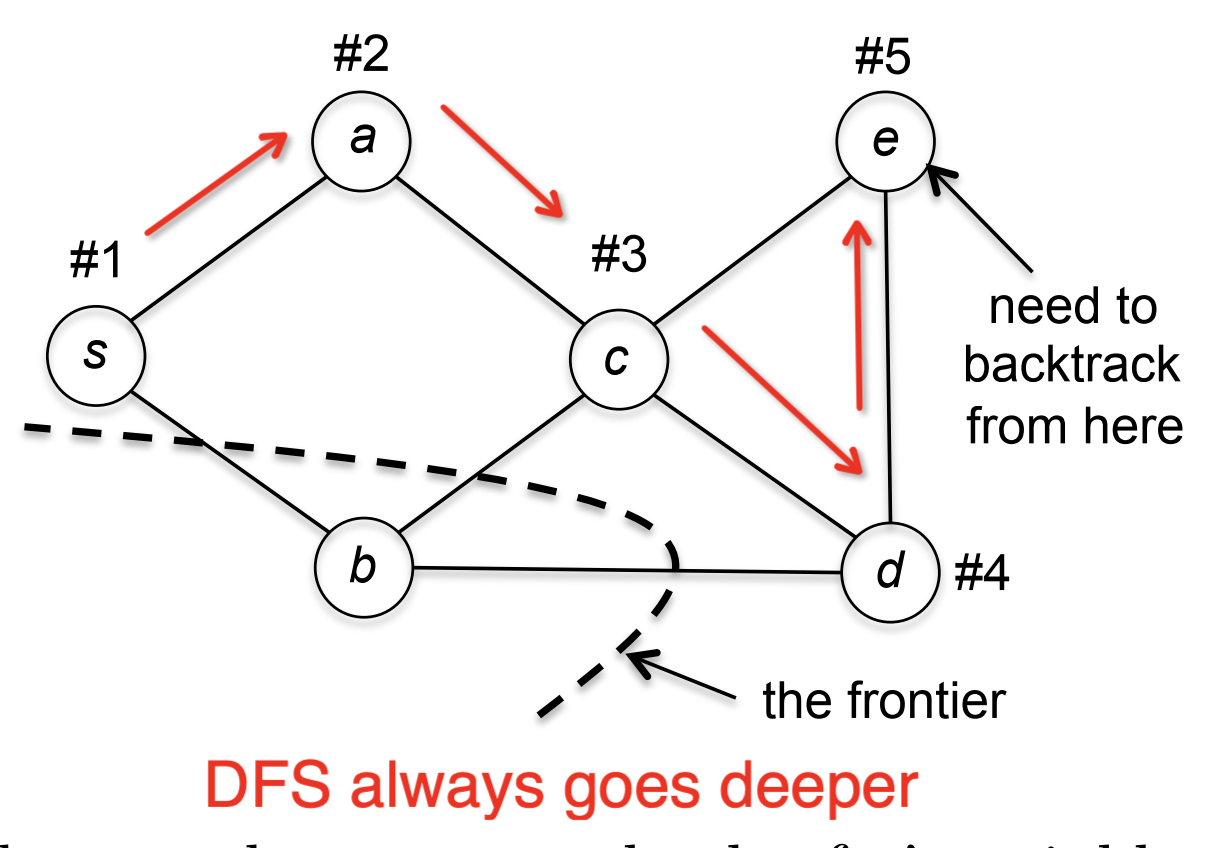 #2
#5
a
e
#1
#3
s
c
need to
backtrack
from here
b
d
#4
the frontier
DFS always goes deeper